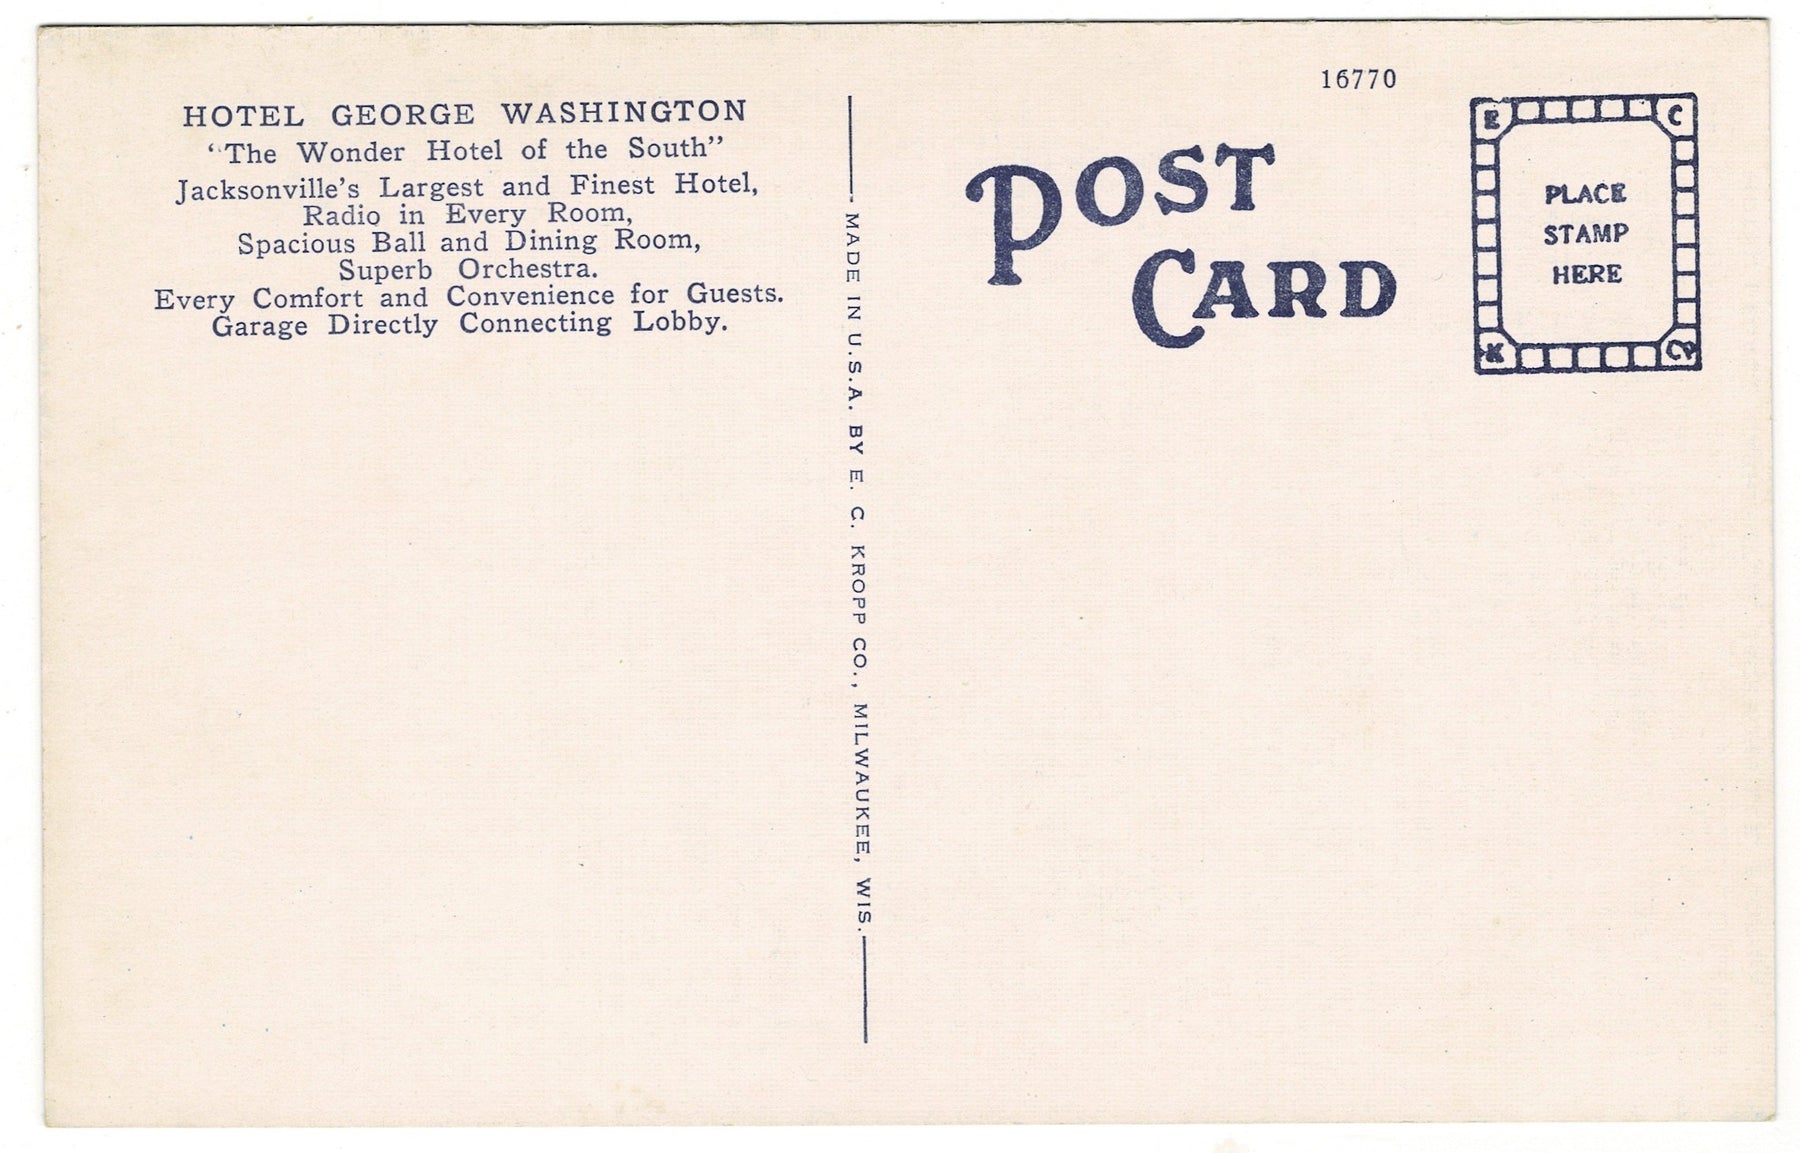 HOTEL GEORGE WASHINGTON
"The Wonder Hotel of the South"
Jacksonville's Largest and Finest Hotel,
Radio in Every Room,
Spacious Ball and Dining Room,
Superb Orchestra.
Every Comfort and Convenience for Guests.
Garage Directly Connecting Lobby.
MADE IN U.S.A. BY E. C. KROPP CO., MILWAUKEE, WIS.
16770
POST
CARD
E C
PLACE
STAMP
HERE
K